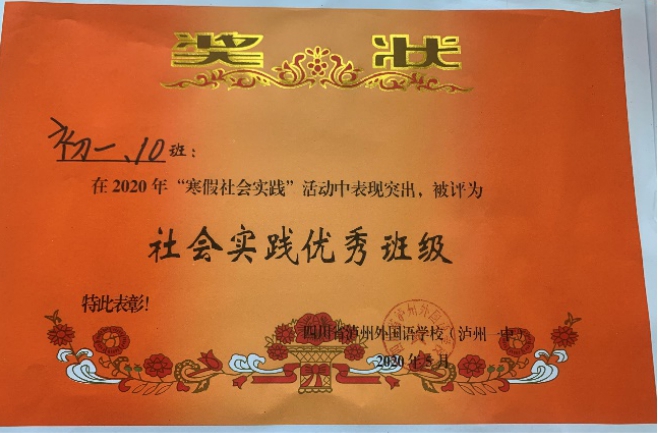 奖 状
初一、10班：
在2020年“寒假社会实践”活动中表现突出，被评为
社会实践优秀班级
特此表彰！
四川省泸州外国语学校（泸州一中）
2020年5月